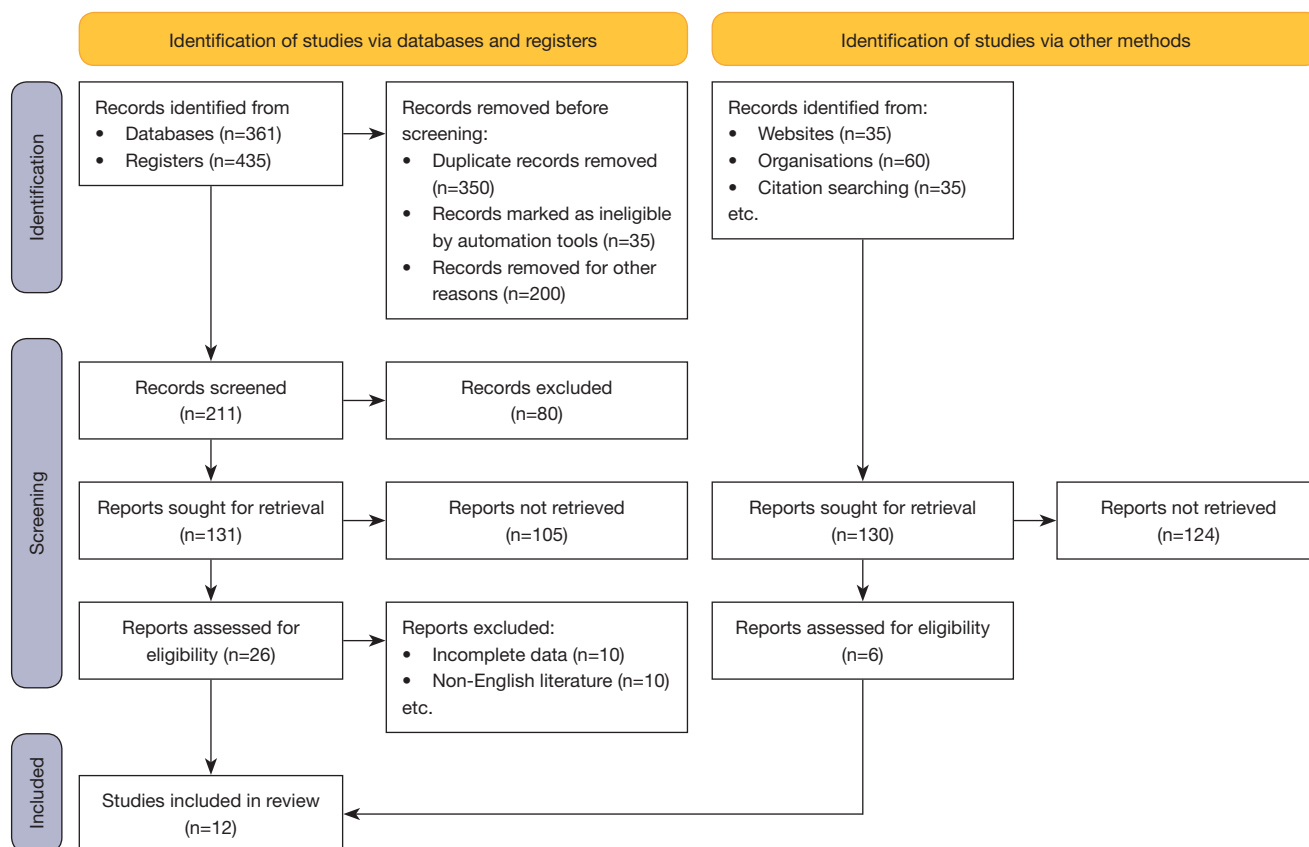 Identification of studies via databases and registers
Identification of studies via other methods
Identification
Records identified from
• Databases (n=361)
• Registers (n=435)
Records removed before
screening:
• Duplicate records removed
(n=350)
• Records marked as ineligible
by automation tools (n=35)
• Records removed for other
reasons (n=200)
Records identified from:
• Websites (n=35)
• Organisations (n=60)
• Citation searching (n=35)
etc.
Screening
Records screened
(n=211)
Records excluded
(n=80)
Reports sought for retrieval
(n=131)
Reports not retrieved
(n=105)
Reports sought for retrieval
(n=130)
Reports not retrieved
(n=124)
Reports assessed for
eligibility (n=26)
Reports excluded:
• Incomplete data (n=10)
• Non-English literature (n=10)
etc.
Reports assessed for eligibility
(n=6)
Included
Studies included in review
(n=12)